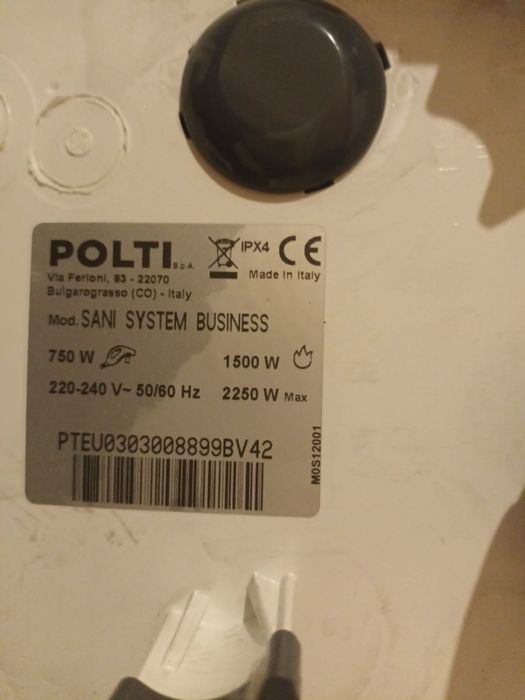 POLTI S.p.A. IPX4 CE
Via Ferloni, 83 - 22070
Made in Italy
Bulgarograsso (CO) - Italy
Mod. SANI SYSTEM BUSINESS
750 W 1500 W
220-240 V~ 50/60 Hz 2250 W Max
PTEU0303008899BV42
M0S12001